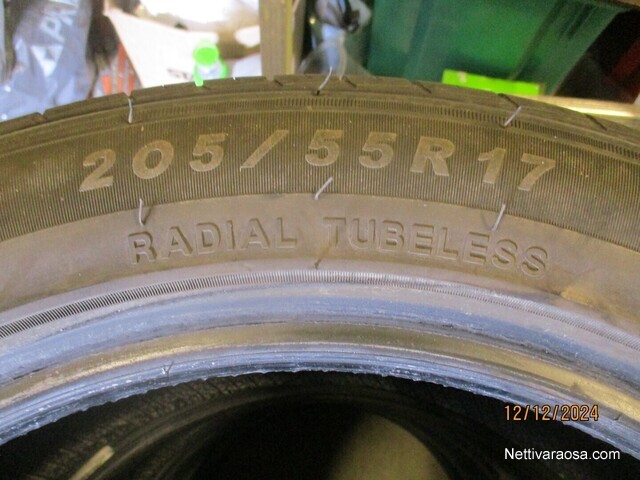 205/55R17
RADIAL TUBELESS
12/12/2024
Nettivaraosa.com